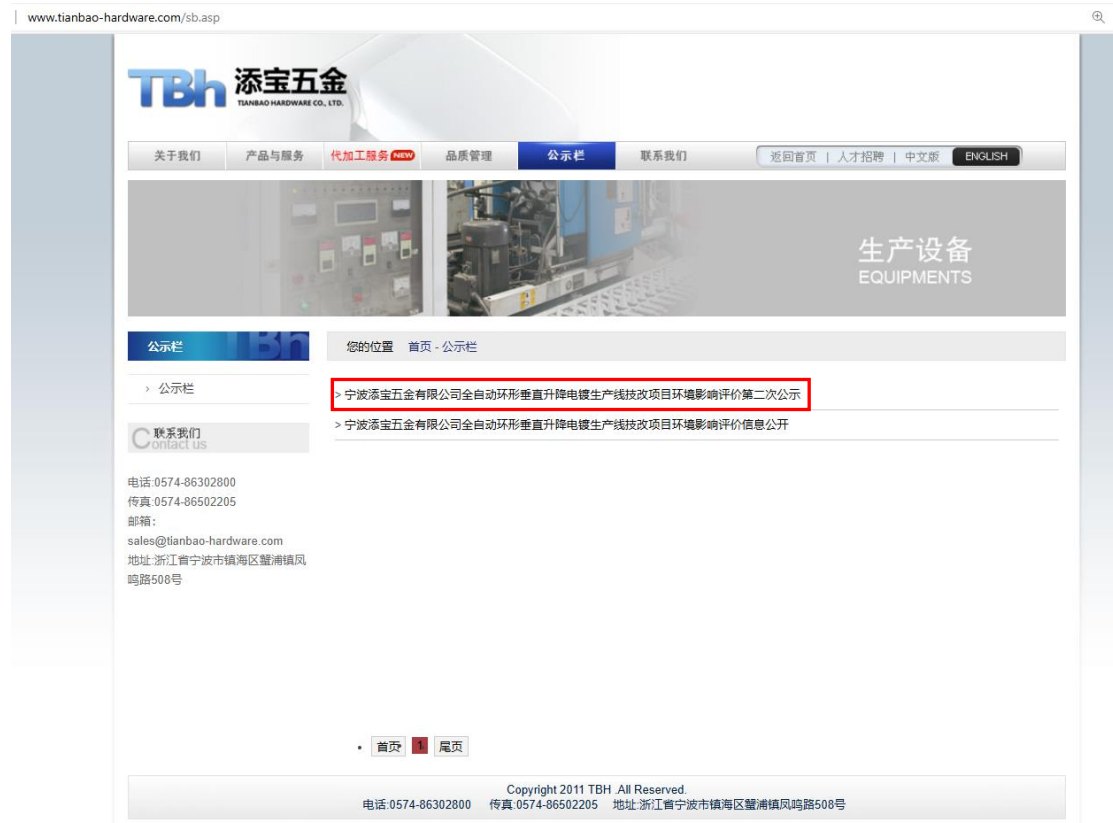 www.tianbao-hardware.com/sb.asp
TBh 添宝五金
TIANBAO HARDWARE CO., LTD.
关于我们 产品与服务 代加工服务 NEW 品质管理 公示栏 联系我们 返回首页 | 人才招聘 | 中文版 ENGLISH
生产设备
EQUIPMENTS
公示栏 TBh
您的位置 首页 - 公示栏
› 公示栏
> 宁波添宝五金有限公司全自动环形垂直升降电镀生产线技改项目环境影响评价第二次公示
> 宁波添宝五金有限公司全自动环形垂直升降电镀生产线技改项目环境影响评价信息公开
联系我们
Contact us
电话:0574-86302800
传真:0574-86502205
邮箱：
sales@tianbao-hardware.com
地址:浙江省宁波市镇海区蟹浦镇凤
鸣路508号
首页 1 尾页
Copyright 2011 TBH .All Reserved.
电话:0574-86302800 传真:0574-86502205 地址:浙江省宁波市镇海区蟹浦镇凤鸣路508号